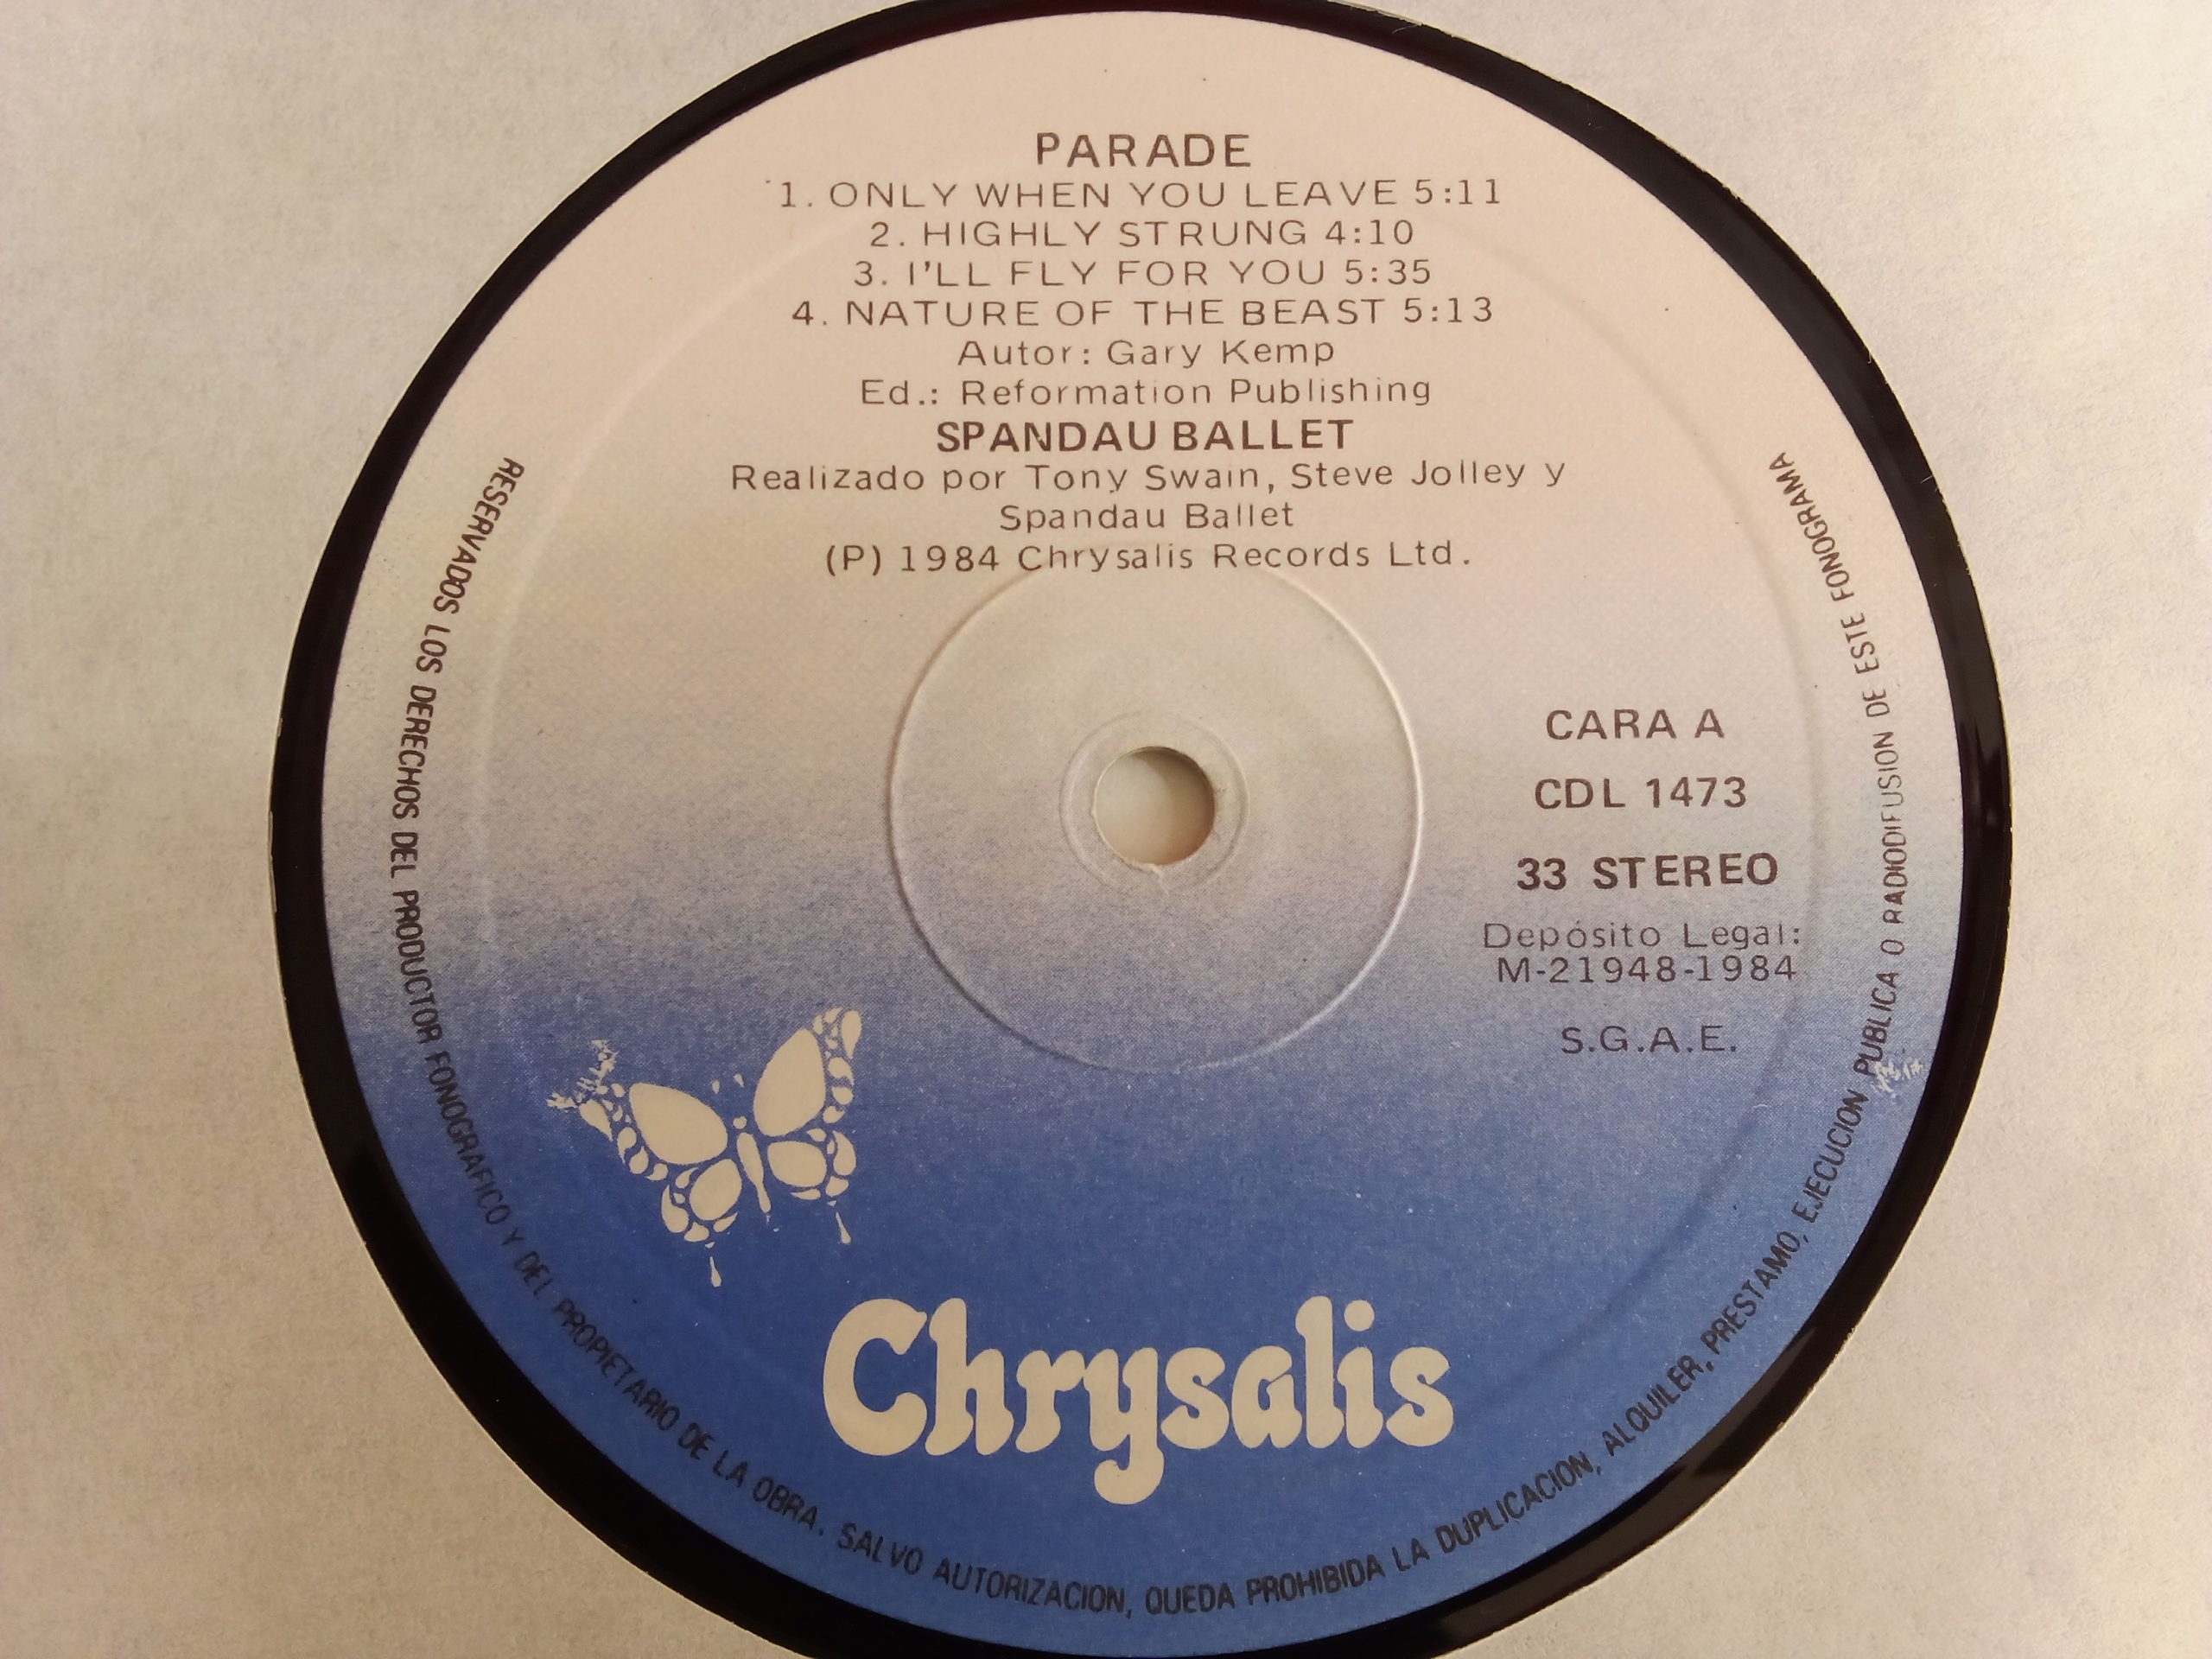 PARADE
1. ONLY WHEN YOU LEAVE 5:11
2. HIGHLY STRUNG 4:10
3. I'LL FLY FOR YOU 5:35
4. NATURE OF THE BEAST 5:13
Autor: Gary Kemp
Ed.: Reformation Publishing
SPANDAU BALLET
Realizado por Tony Swain, Steve Jolley y
Spandau Ballet
(P) 1984 Chrysalis Records Ltd.
CARA A
CDL 1473
33 STEREO
Depósito Legal:
M-21948-1984
S.G.A.E.
Chrysalis
RESERVADOS LOS DERECHOS DEL PRODUCTOR FONOGRAFICO Y DEL PROPIETARIO DE LA OBRA. SALVO AUTORIZACION, QUEDA PROHIBIDA LA DUPLICACION, ALQUILER, PRESTAMO, EJECUCION PUBLICA O RADIODIFUSION DE ESTE FONOGRAMA